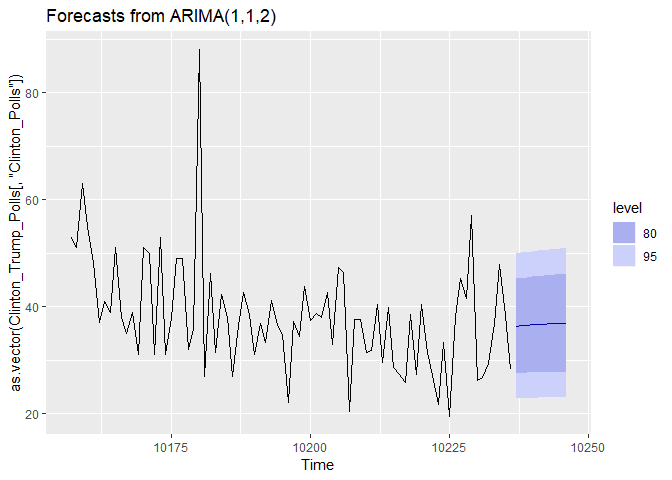 Forecasts from ARIMA(1,1,2)
as.vector(Clinton_Trump_Polls[, "Clinton_Polls"])
80
60
40
20
10175
10200
10225
10250
Time
level
80
95